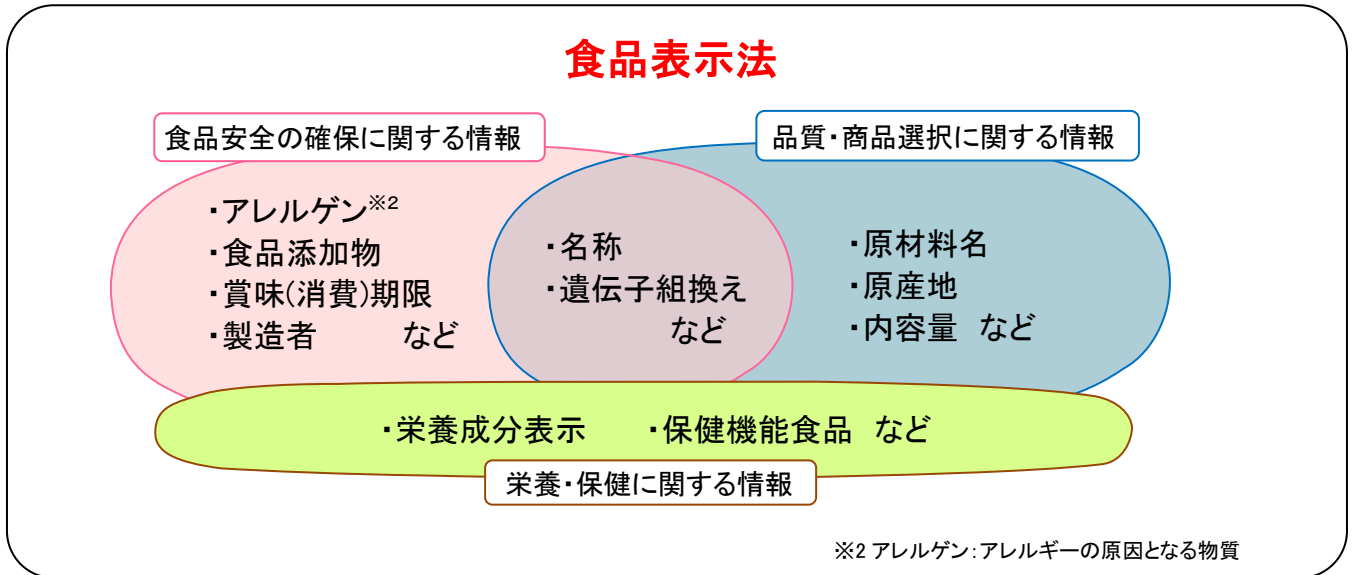 食品表示法
食品安全の確保に関する情報
品質・商品選択に関する情報
・アレルゲン※2
・食品添加物
・賞味(消費)期限
・製造者 など
・名称
・遺伝子組換え
など
・原材料名
・原産地
・内容量 など
・栄養成分表示 ・保健機能食品 など
栄養・保健に関する情報
※2 アレルゲン:アレルギーの原因となる物質